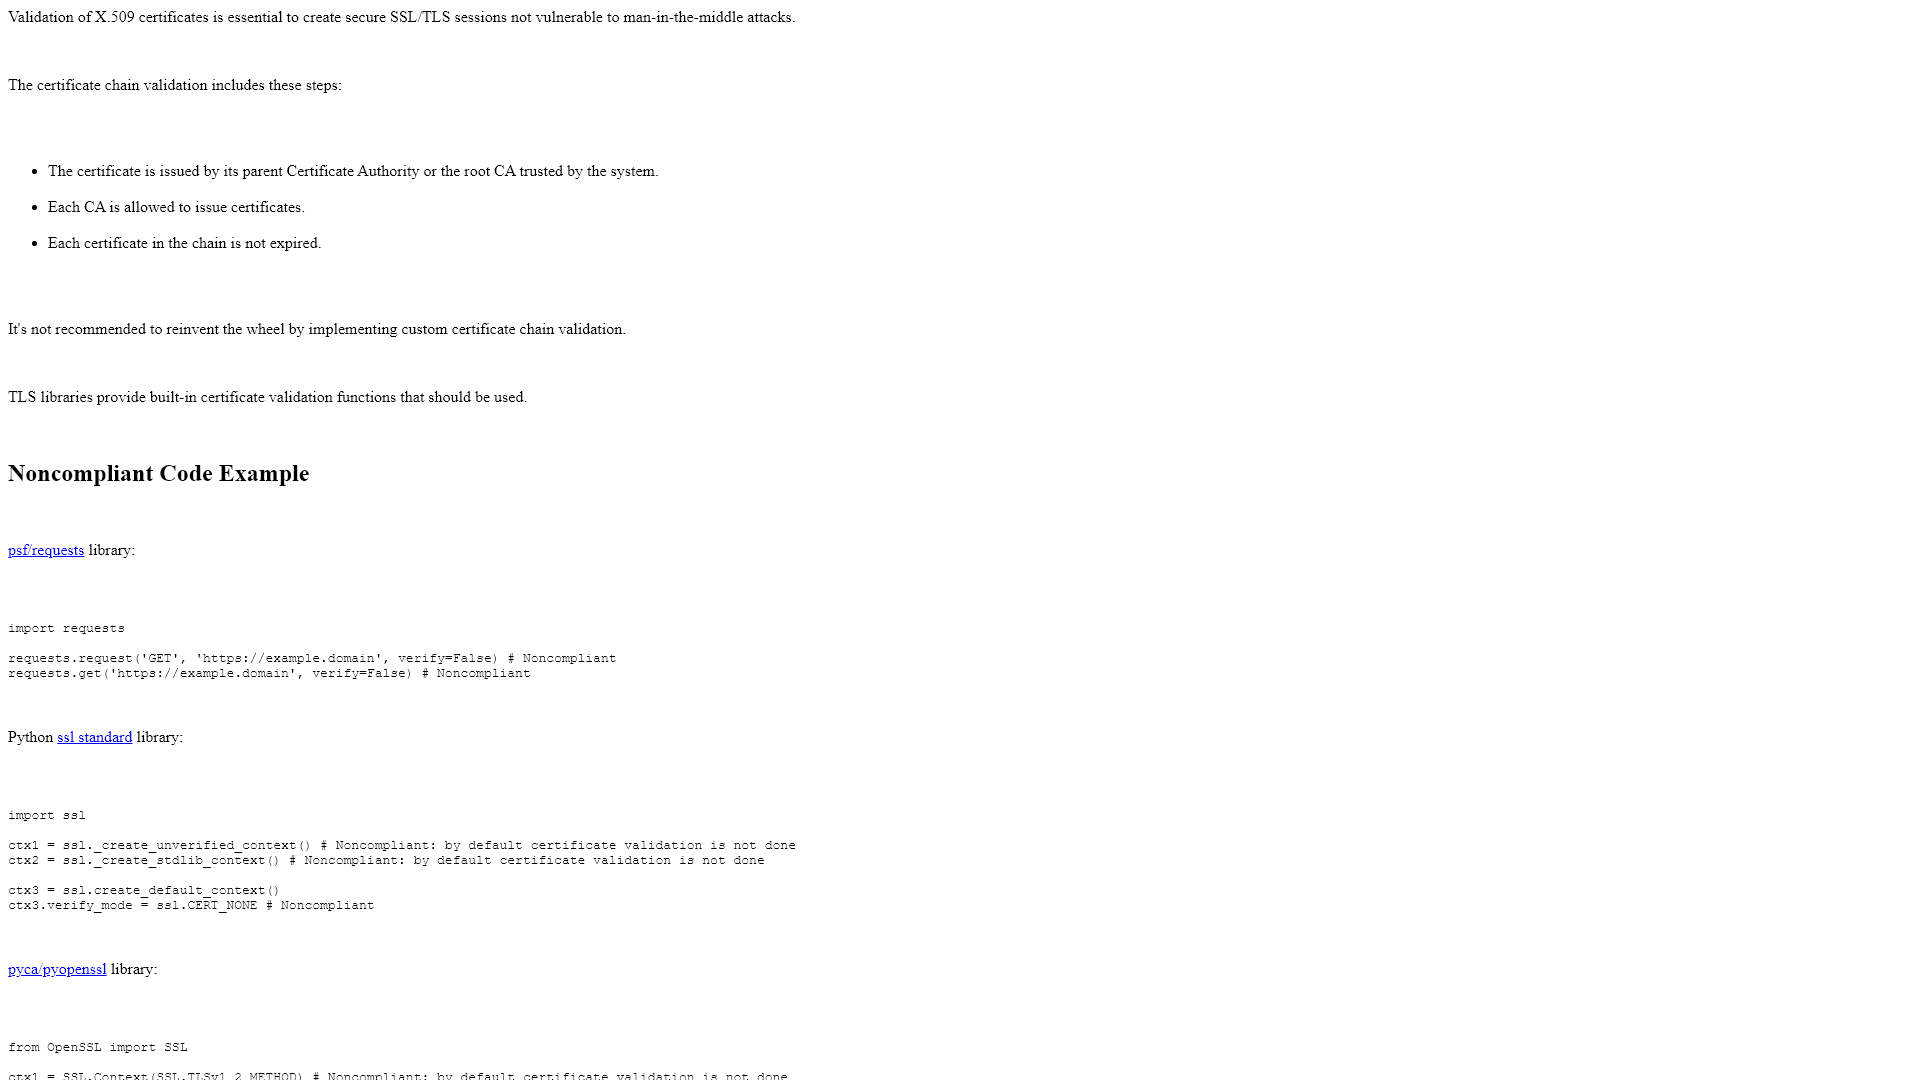 Validation of X.509 certificates is essential to create secure SSL/TLS sessions not vulnerable to man-in-the-middle attacks.
The certificate chain validation includes these steps:
• The certificate is issued by its parent Certificate Authority or the root CA trusted by the system.
• Each CA is allowed to issue certificates.
• Each certificate in the chain is not expired.
It's not recommended to reinvent the wheel by implementing custom certificate chain validation.
TLS libraries provide built-in certificate validation functions that should be used.
Noncompliant Code Example
psf/requests library:
import requests
requests.request('GET', 'https://example.domain', verify=False) # Noncompliant
requests.get('https://example.domain', verify=False) # Noncompliant
Python ssl standard library:
import ssl
ctx1 = ssl._create_unverified_context() # Noncompliant: by default certificate validation is not done
ctx2 = ssl._create_stdlib_context() # Noncompliant: by default certificate validation is not done
ctx3 = ssl.create_default_context()
ctx3.verify_mode = ssl.CERT_NONE # Noncompliant
pyca/pyopenssl library:
from OpenSSL import SSL
ctx1 = SSL.Context(SSL.TLSv1_2_METHOD) # Noncompliant: by default certificate validation is not done